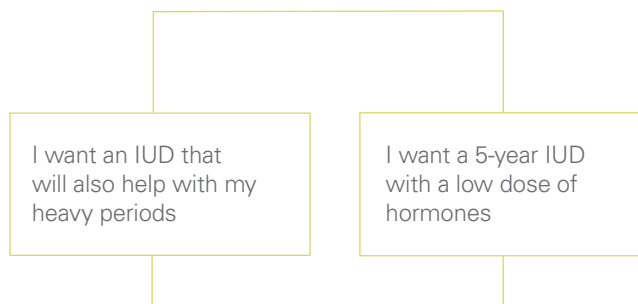 I want an IUD that
will also help with my
heavy periods
I want a 5-year IUD
with a low dose of
hormones